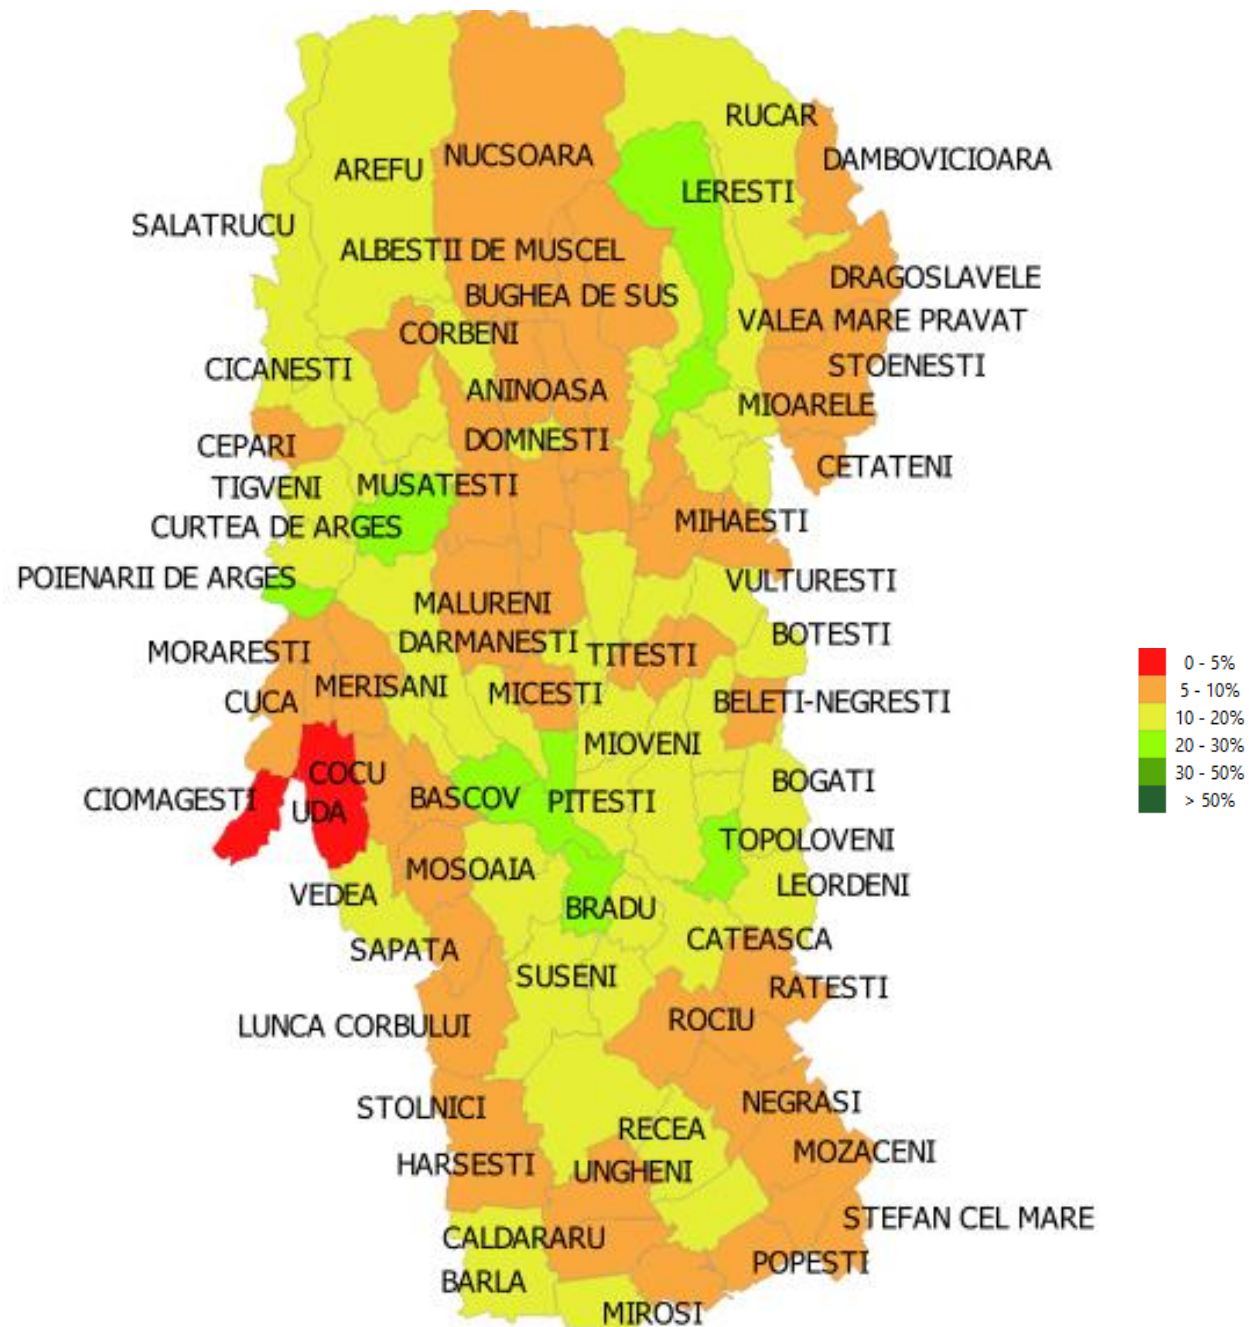 RUCAR
NUCSOARA
DAMBOVICIOARA
AREFU
LERESTI
SALATRUCU
ALBESTII DE MUSCEL
DRAGOSLAVELE
BUGHEA DE SUS
VALEA MARE PRAVAT
CORBENI
STOENESTI
CICANESTI
ANINOASA
MIOARELE
DOMNESTI
CEPARI
CETATENI
TIGVENI
MUSATESTI
CURTEA DE ARGES
MIHAESTI
POIENARII DE ARGES
VULTURESTI
MALURENI
BOTESTI
DARMANESTI
MORARESTI
TITESTI
MERISANI
MICESTI
CUCA
BELETI-NEGRESTI
MIOVENI
COCU
BOGATI
CIOMAGESTI
BASCOV
PITESTI
UDA
TOPOLOVENI
MOSOAIA
LEORDENI
VEDEA
BRADU
CATEASCA
SAPATA
SUSENI
RATESTI
ROCIU
LUNCA CORBULUI
NEGRASI
STOLNICI
RECEA
MOZACENI
HARSESTI
UNGHENI
STEFAN CEL MARE
CALDARARU
POPESTI
BARLA
MIROSI
0 - 5%
5 - 10%
10 - 20%
20 - 30%
30 - 50%
> 50%